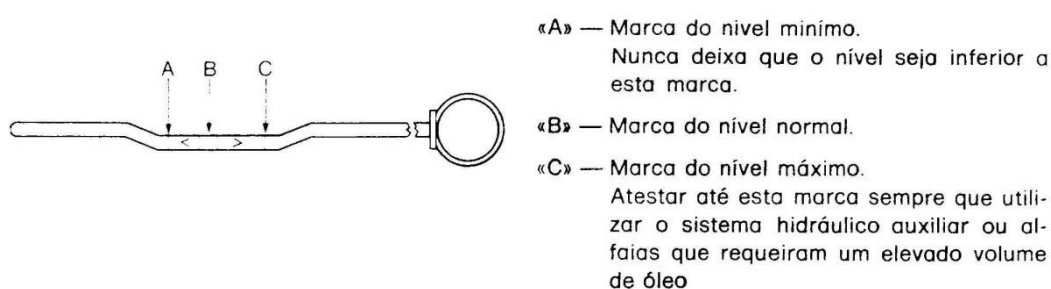 A B C
< >
«A» — Marca do nivel minímo.
Nunca deixa que o nível seja inferior a
esta marca.
«B» — Marca do nível normal.
«C» — Marca do nível máximo.
Atestar até esta marca sempre que utili-
zar o sistema hidráulico auxiliar ou al-
faias que requeiram um elevado volume
de óleo